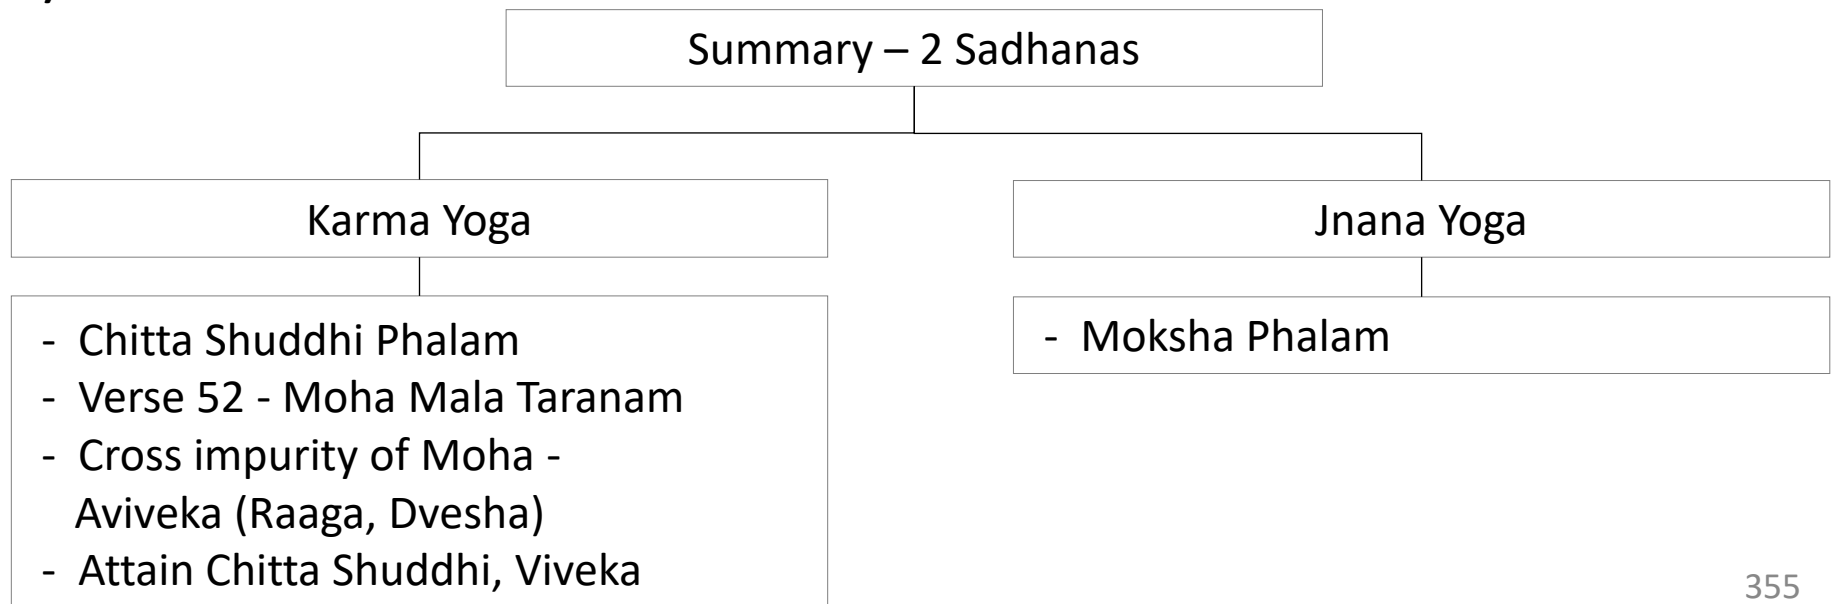 Summary – 2 Sadhanas
Karma Yoga
Jnana Yoga
- Chitta Shuddhi Phalam
- Verse 52 - Moha Mala Taranam
- Cross impurity of Moha -
Aviveka (Raaga, Dvesha)
- Attain Chitta Shuddhi, Viveka
- Moksha Phalam
355